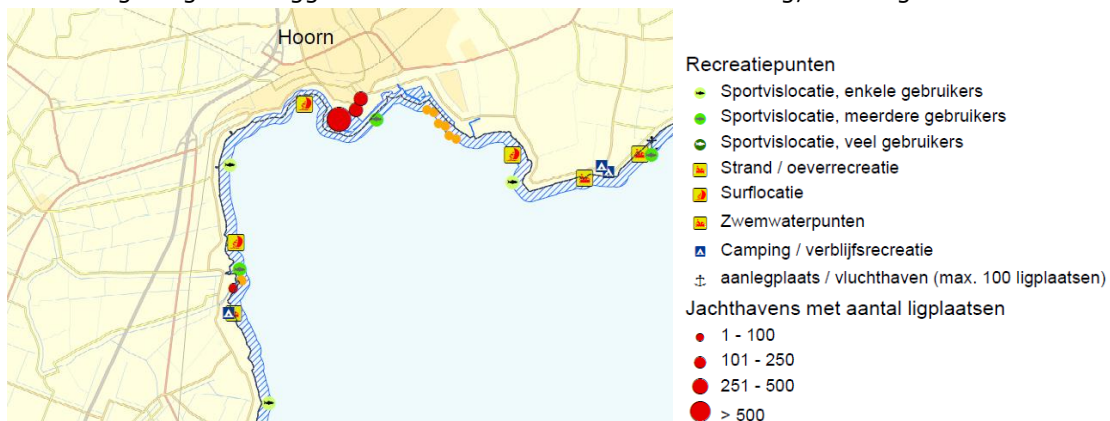 Hoorn
Recreatiepunten
Sportvislocatie, enkele gebruikers
Sportvislocatie, meerdere gebruikers
Sportvislocatie, veel gebruikers
Strand / oeverrecreatie
Surflocatie
Zwemwaterpunten
Camping / verblijfsrecreatie
aanlegplaats / vluchthaven (max. 100 ligplaatsen)
Jachthavens met aantal ligplaatsen
1 - 100
101 - 250
251 - 500
> 500